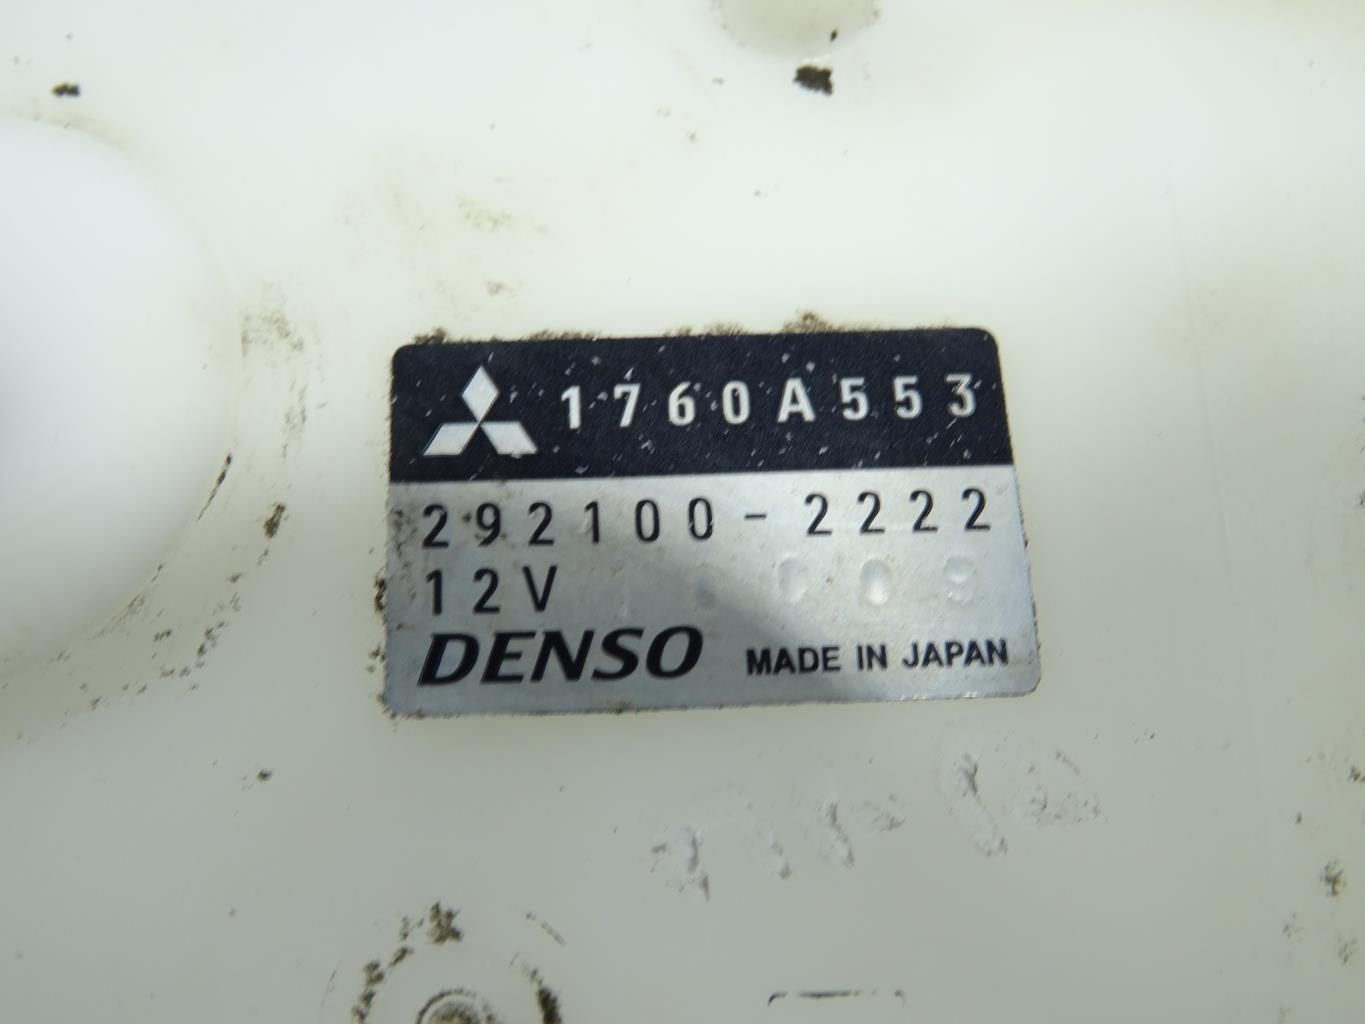 1760A553
292100-2222
12V
DENSO MADE IN JAPAN